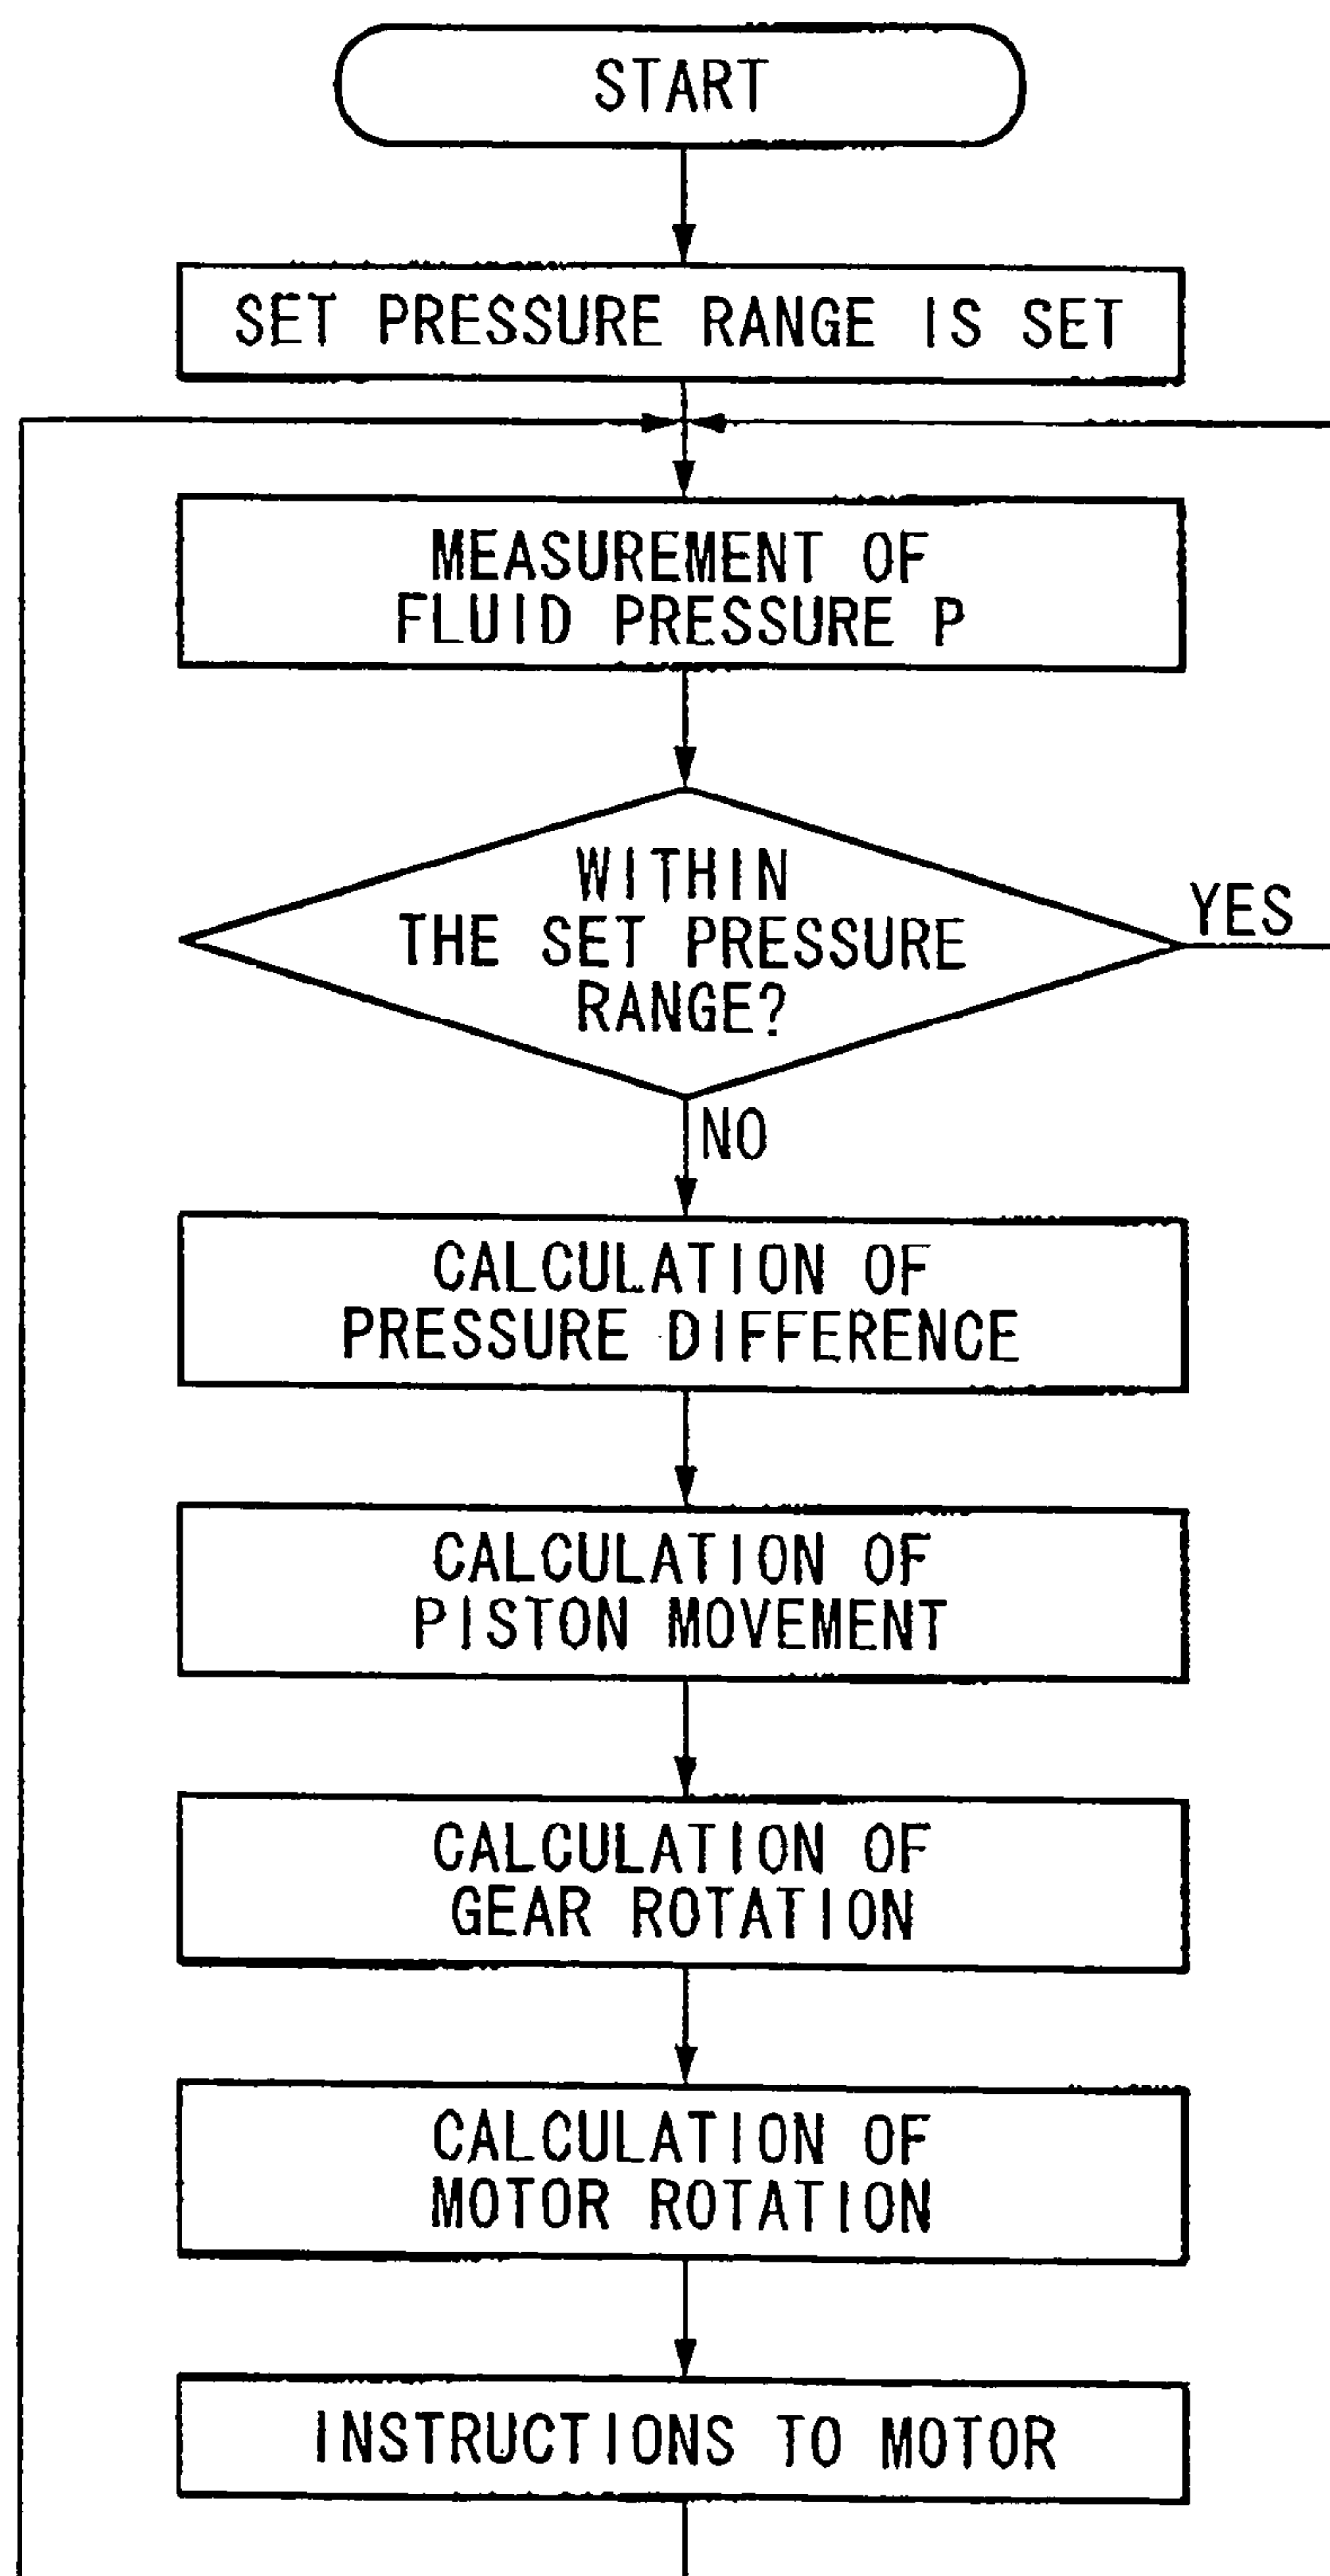 START
SET PRESSURE RANGE IS SET
MEASUREMENT OF
FLUID PRESSURE P
WITHIN
THE SET PRESSURE
RANGE?
YES
NO
CALCULATION OF
PRESSURE DIFFERENCE
CALCULATION OF
PISTON MOVEMENT
CALCULATION OF
GEAR ROTATION
CALCULATION OF
MOTOR ROTATION
INSTRUCTIONS TO MOTOR